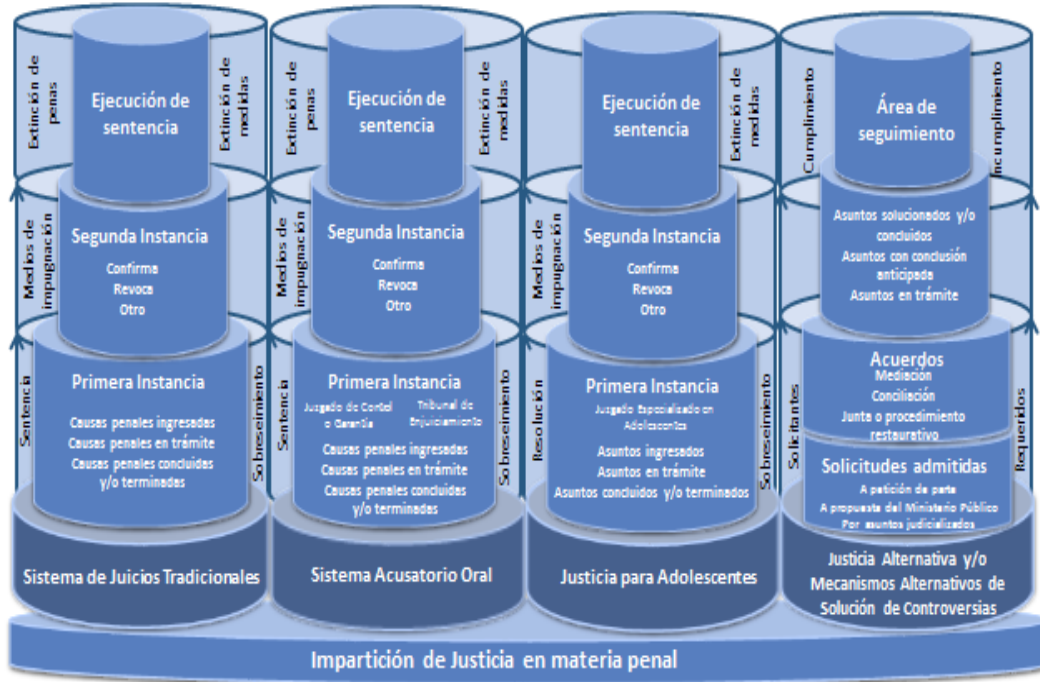 Extinción de
penas
Ejecución de
sentencia
Extinción de
medidas
Medios de
impugnación
Segunda Instancia
Confirma
Revoca
Otro
Sentencia
Primera Instancia
Causas penales ingresadas
Causas penales en trámite
Causas penales concluidas
y/o terminadas
Sobreseimiento
Sistema de Juicios Tradicionales
Extinción de
penas
Ejecución de
sentencia
Extinción de
medidas
Medios de
impugnación
Segunda Instancia
Confirma
Revoca
Otro
Sentencia
Primera Instancia
Juzgado de Contol
o Garantía
Tribunal de
Enjuiciamiento
Causas penales ingresadas
Causas penales en trámite
Causas penales concluidas
y/o terminadas
Sobreseimiento
Sistema Acusatorio Oral
Ejecución de
sentencia
Extinción de
medidas
Medios de
impugnación
Segunda Instancia
Confirma
Revoca
Otro
Resolución
Primera Instancia
Juzgado Especializado en
Adolescentes
Asuntos ingresados
Asuntos en trámite
Asuntos concluidos y/o terminados
Sobreseimiento
Justicia para Adolescentes
Cumplimiento
Área de
seguimiento
Incumplimiento
Asuntos solucionados y/o
concluidos
Asuntos con conclusión
anticipada
Asuntos en trámite
Solicitantes
Acuerdos
Mediación
Conciliación
Junta o procedimiento
restaurativo
Requeridos
Solicitudes admitidas
A petición de parte
A propuesta del Ministerio Público
Por asuntos judicializados
Justicia Alternativa y/o
Mecanismos Alternativos de
Solución de Controversias
Impartición de Justicia en materia penal